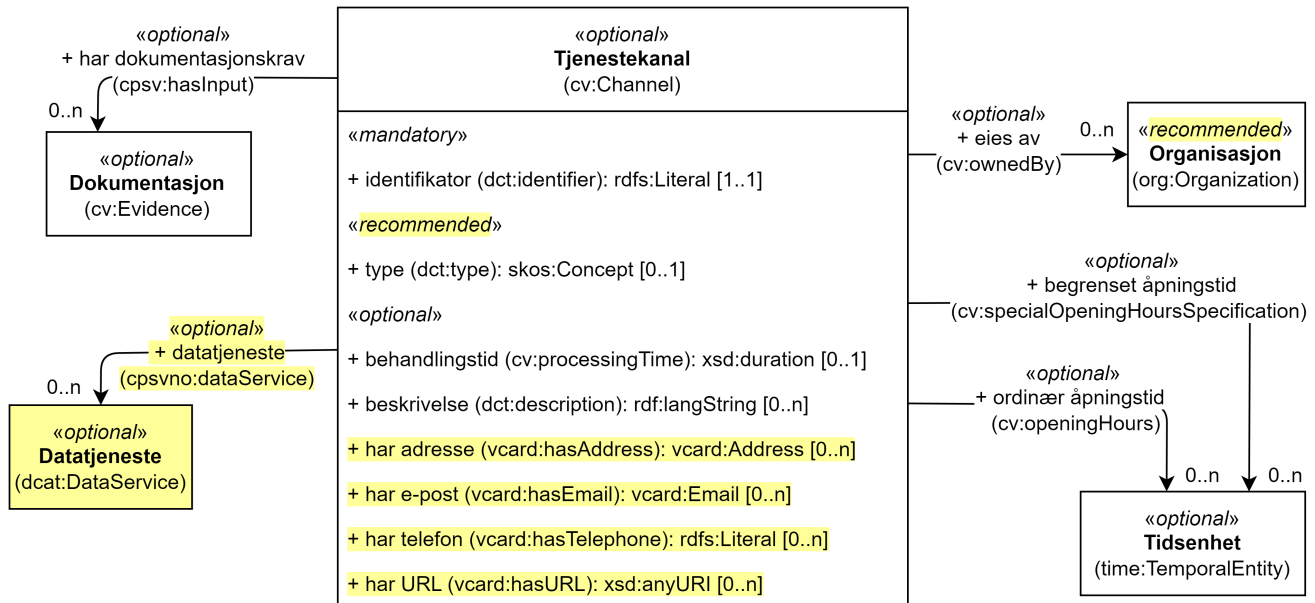 «optional»
+ har dokumentasjonskrav
(cpsv:hasInput)
0..n
«optional»
Dokumentasjon
(cv:Evidence)
«optional»
+ datatjeneste
(cpsvno:dataService)
0..n
«optional»
Datatjeneste
(dcat:DataService)
«optional»
Tjenestekanal
(cv:Channel)
«mandatory»
+ identifikator (dct:identifier): rdfs:Literal [1..1]
«recommended»
+ type (dct:type): skos:Concept [0..1]
«optional»
+ behandlingstid (cv:processingTime): xsd:duration [0..1]
+ beskrivelse (dct:description): rdf:langString [0..n]
+ har adresse (vcard:hasAddress): vcard:Address [0..n]
+ har e-post (vcard:hasEmail): vcard:Email [0..n]
+ har telefon (vcard:hasTelephone): rdfs:Literal [0..n]
+ har URL (vcard:hasURL): xsd:anyURI [0..n]
«optional»
+ eies av
(cv:ownedBy)
0..n
«recommended»
Organisasjon
(org:Organization)
«optional»
+ begrenset åpningstid
(cv:specialOpeningHoursSpecification)
«optional»
+ ordinær åpningstid
(cv:openingHours)
0..n
0..n
«optional»
Tidsenhet
(time:TemporalEntity)